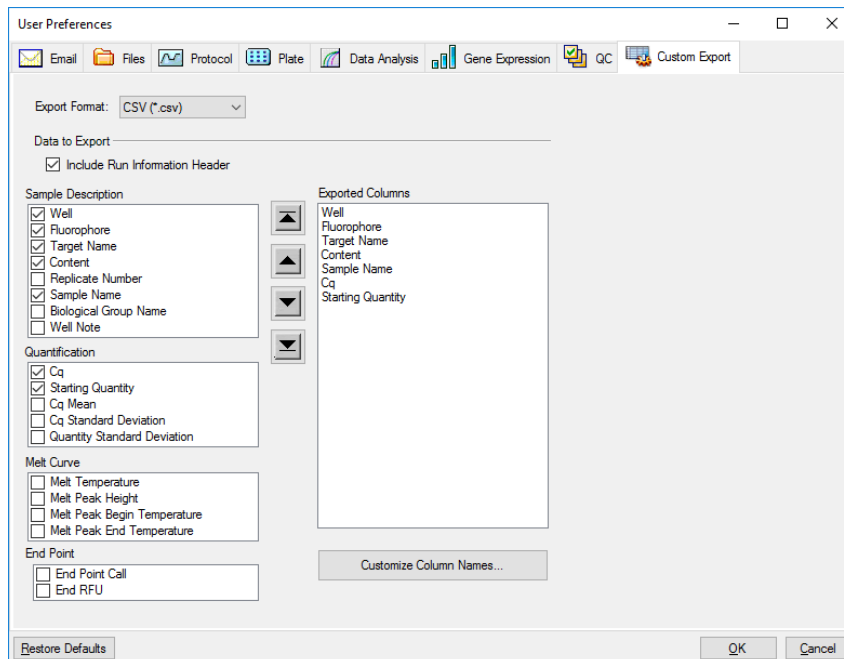 User Preferences
Email Files Protocol Plate Data Analysis Gene Expression QC Custom Export
Export Format: CSV (*.csv)
Data to Export
Include Run Information Header
Sample Description
Well
Fluorophore
Target Name
Content
Replicate Number
Sample Name
Biological Group Name
Well Note
Quantification
Cq
Starting Quantity
Cq Mean
Cq Standard Deviation
Quantity Standard Deviation
Melt Curve
Melt Temperature
Melt Peak Height
Melt Peak Begin Temperature
Melt Peak End Temperature
End Point
End Point Call
End RFU
Exported Columns
Well
Fluorophore
Target Name
Content
Sample Name
Cq
Starting Quantity
Customize Column Names...
Restore Defaults OK Cancel